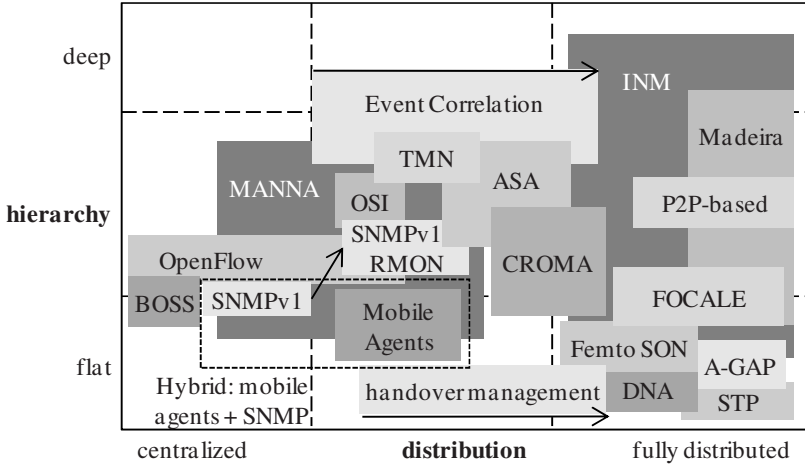 deep
INM
Event Correlation
Madeira
TMN
MANNA
ASA
OSI
P2P-based
hierarchy
SNMPv1
OpenFlow
RMON
CROMA
BOSS
SNMPv1
FOCALE
Mobile
Agents
Femto SON
A-GAP
flat
Hybrid: mobile
agents + SNMP
handover management
DNA
STP
centralized
distribution
fully distributed